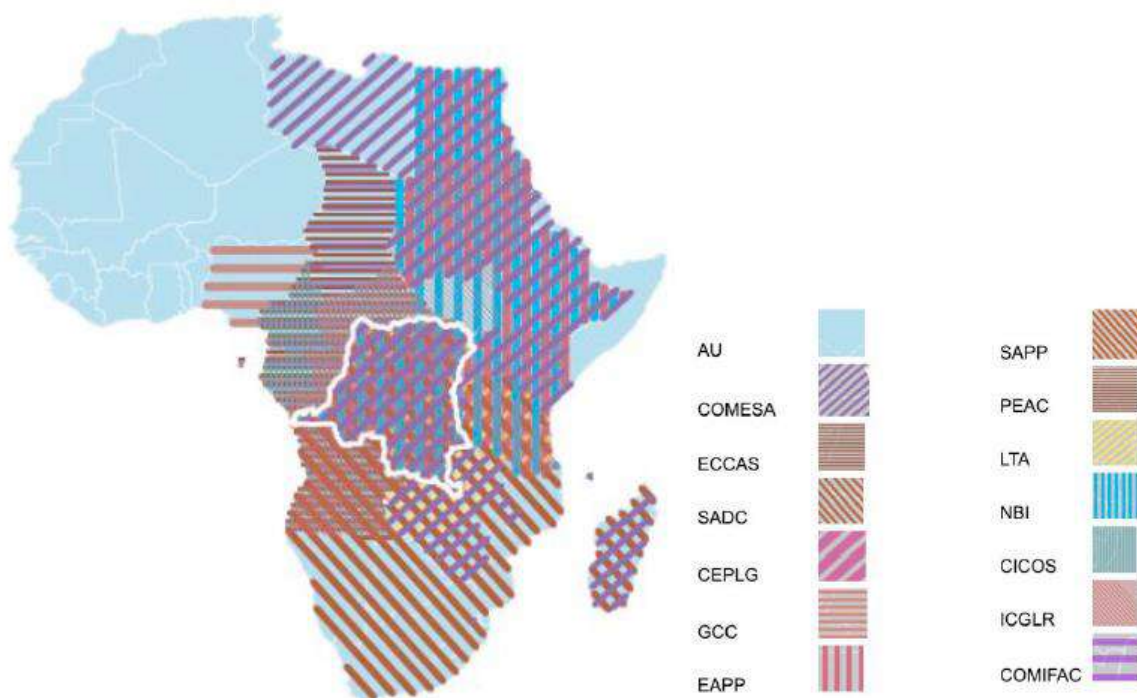 AU
COMESA
ECCAS
SADC
CEPLG
GCC
EAPP
SAPP
PEAC
LTA
NBI
CICOS
ICGLR
COMIFAC